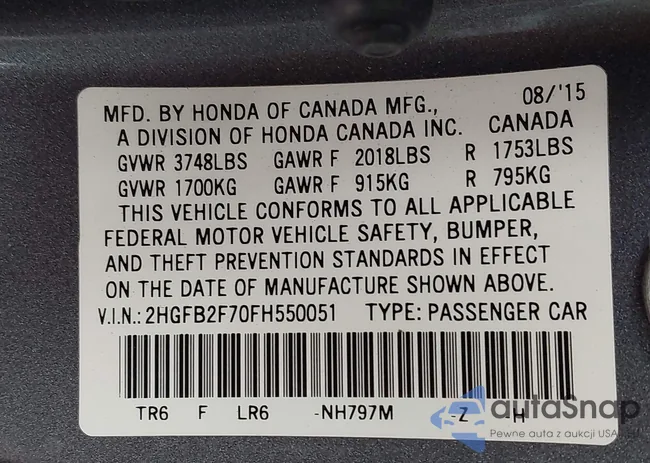 MFD. BY HONDA OF CANADA MFG., 08/'15
A DIVISION OF HONDA CANADA INC. CANADA
GVWR 3748LBS GAWR F 2018LBS R 1753LBS
GVWR 1700KG GAWR F 915KG R 795KG
THIS VEHICLE CONFORMS TO ALL APPLICABLE
FEDERAL MOTOR VEHICLE SAFETY, BUMPER,
AND THEFT PREVENTION STANDARDS IN EFFECT
ON THE DATE OF MANUFACTURE SHOWN ABOVE.
V.I.N.: 2HGFB2F70FH550051 TYPE: PASSENGER CAR
TR6 F LR6 -NH797M -Z H
autaSnap
Pewne auta z aukcji USA